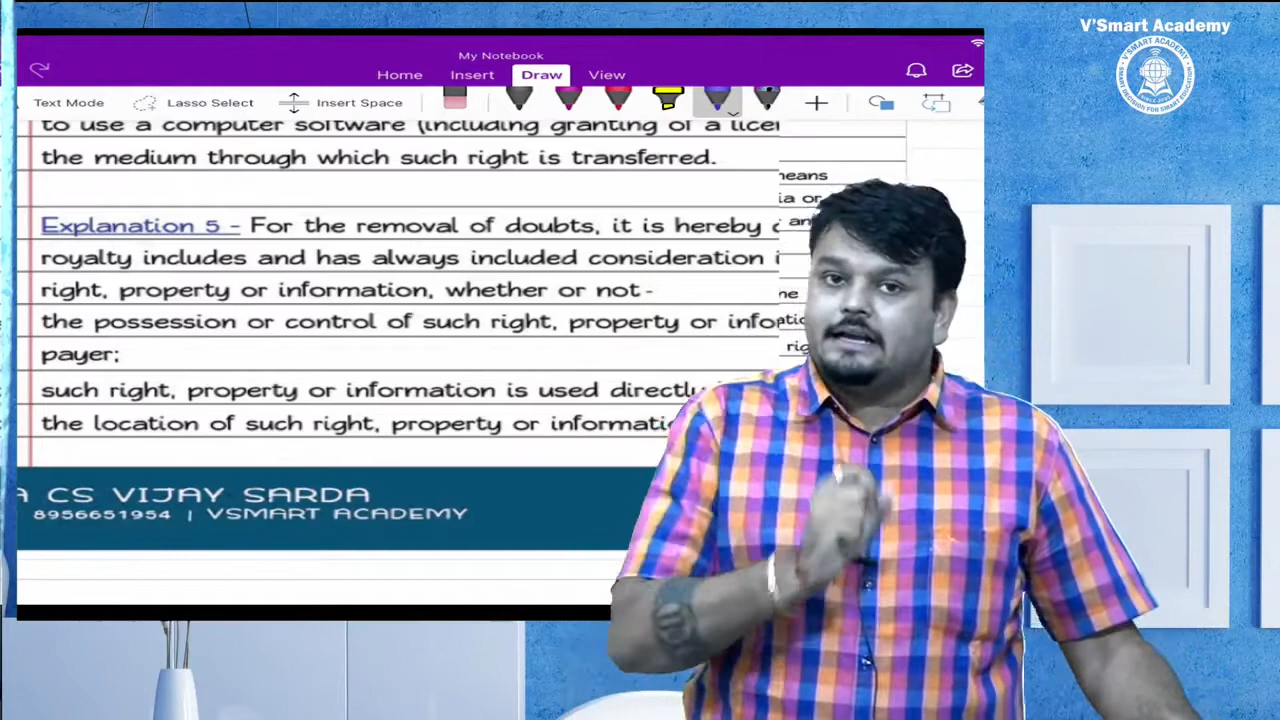 V'Smart Academy
My Notebook
Home Insert Draw View
Text Mode Lasso Select Insert Space
to use a computer software (including granting of a
the medium through which such right is transferred.
Explanation 5 - For the removal of doubts, it is hereby
royalty includes and has always included consideration
right, property or information, whether or not-
the possession or control of such right, property or
payer;
such right, property or information is used directly
the location of such right, property or
CS VIJAY SARDA
8956651954 | VSMART ACADEMY